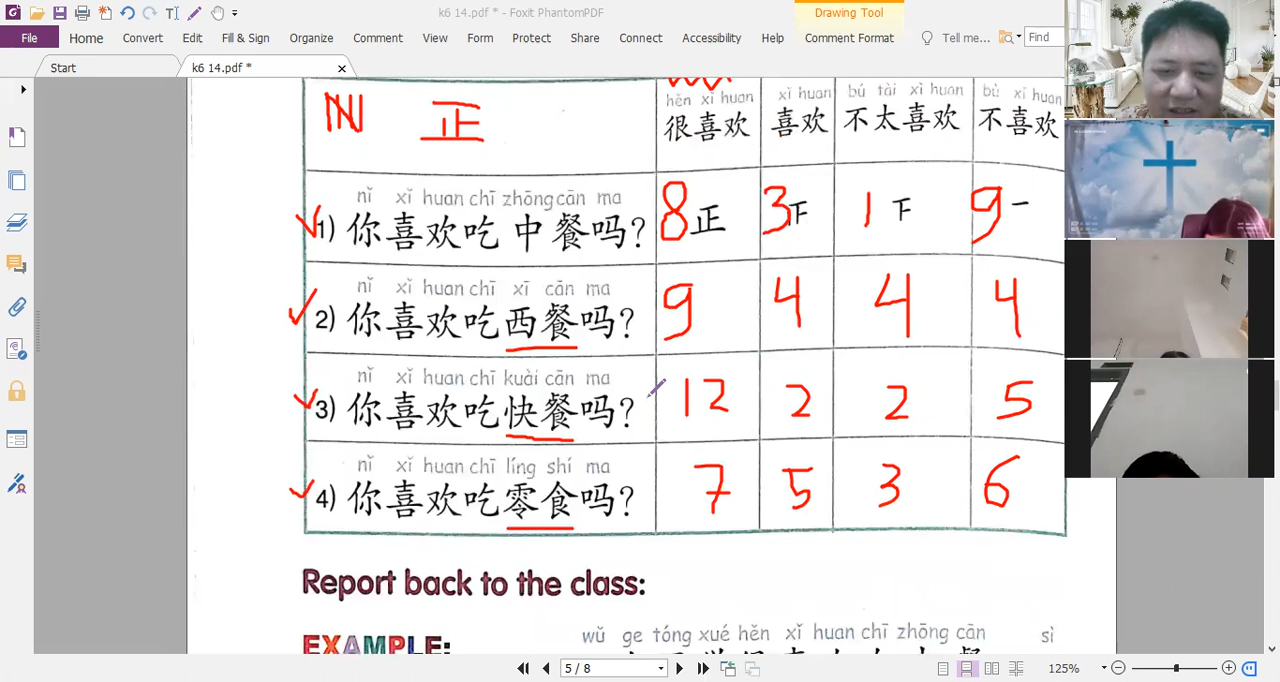 k6 14.pdf * - Foxit PhantomPDF
Drawing Tool
File Home Convert Edit Fill & Sign Organize Comment View Form Protect Share Connect Accessibility Help Comment Format Tell me... Find
Start k6 14.pdf *
hěn xǐ huan xǐ huan bú tài xǐ huan bù xǐ huan
正 很喜欢 喜欢 不太喜欢 不喜欢
nǐ xǐ huan chī zhōng cān ma
1) 你喜欢吃中餐吗? 8 正 3 下 1 下 9 一
nǐ xǐ huan chī xī cān ma
2) 你喜欢吃西餐吗? 9 4 4 4
nǐ xǐ huan chī kuài cān ma
3) 你喜欢吃快餐吗? 12 2 2 5
nǐ xǐ huan chī líng shí ma
4) 你喜欢吃零食吗? 7 5 3 6
Report back to the class:
EXAMPLE:
wǔ ge tóng xué hěn xǐ huan chī zhōng cān sì
5 / 8
125%